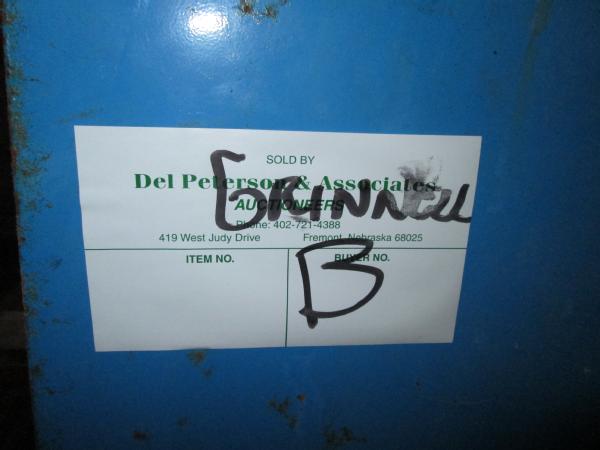 SOLD BY
Del Peterson & Associates
AUCTIONEERS
GRINNELL
Phone: 402-721-4388
419 West Judy Drive Fremont, Nebraska 68025
ITEM NO. BUYER NO.
B